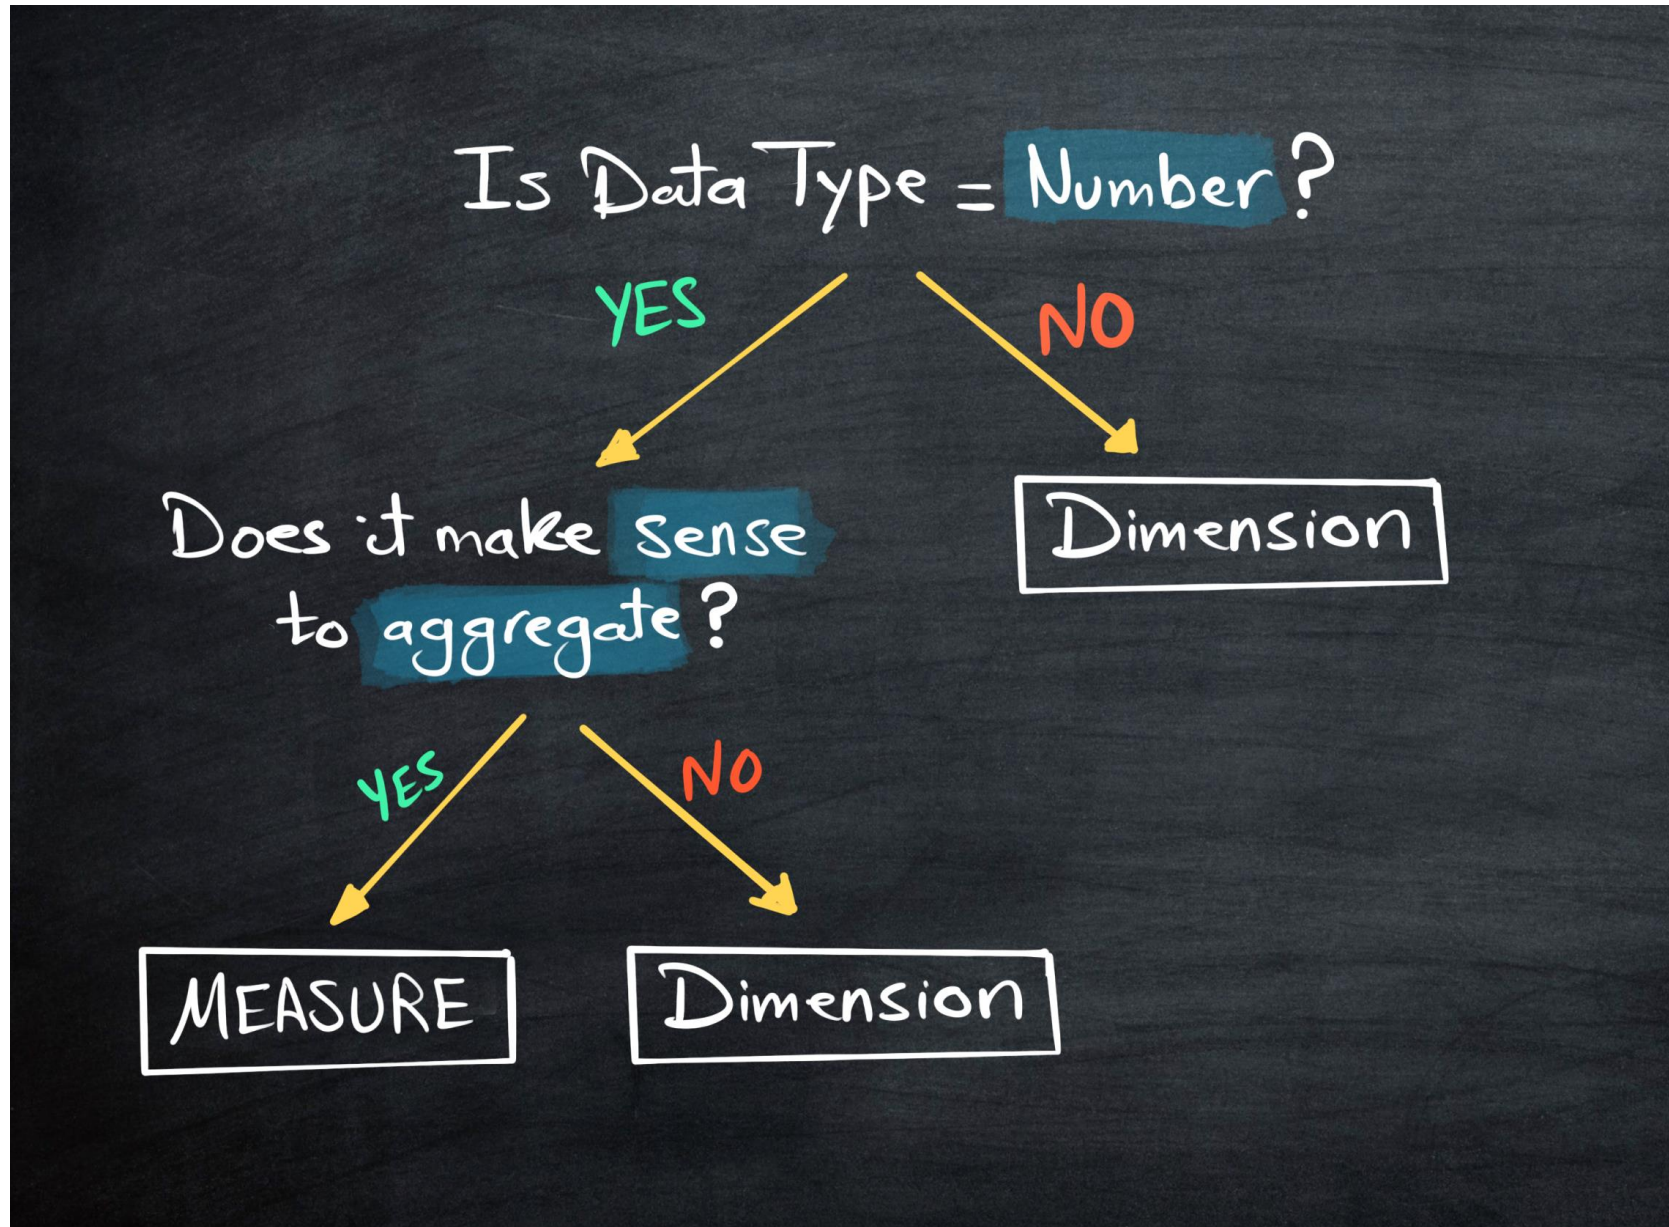 Is Data Type = Number?
YES
NO
Does it make sense
to aggregate?
Dimension
YES
NO
MEASURE
Dimension